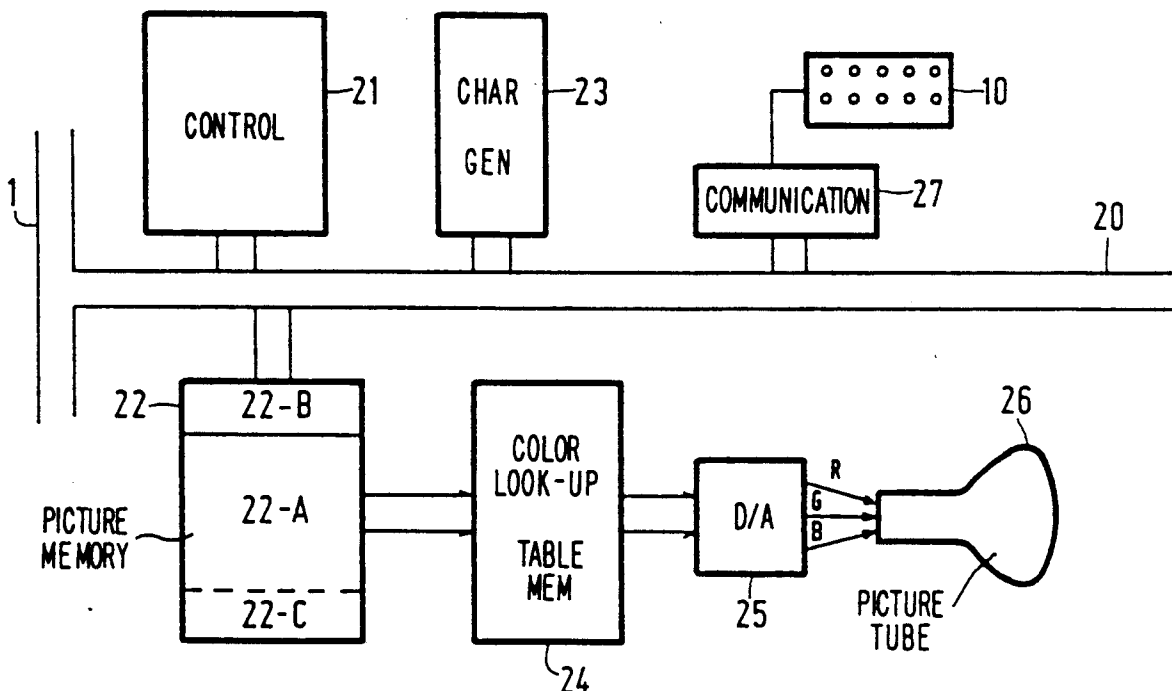 CONTROL
21
CHAR
GEN
23
10
COMMUNICATION
27
1
20
22
22-B
22-A
22-C
PICTURE
MEMORY
COLOR
LOOK-UP
TABLE
MEM
24
D/A
25
R
G
B
26
PICTURE
TUBE